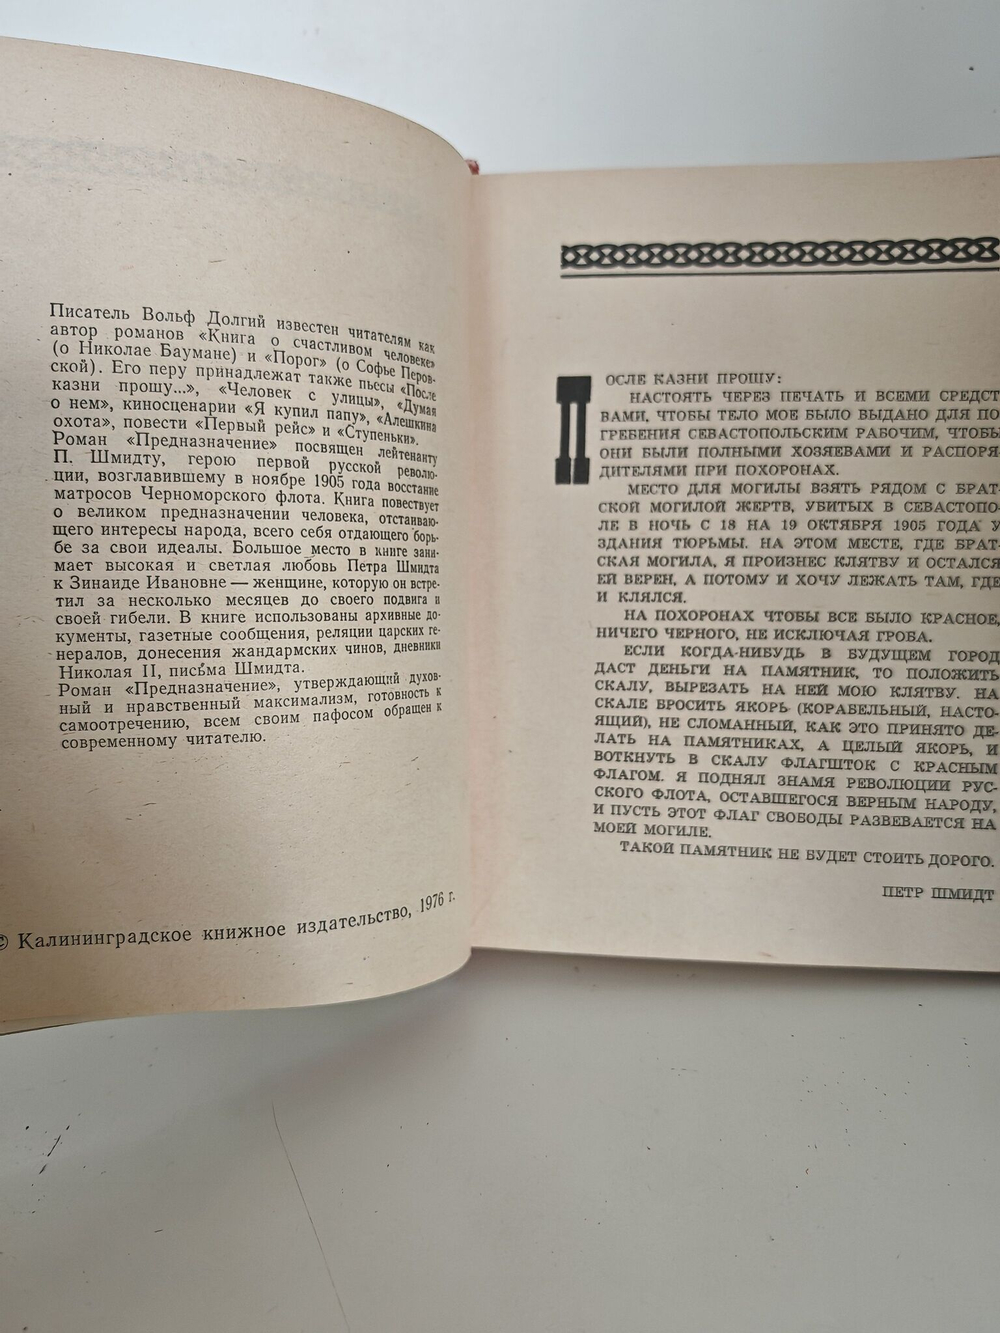 Писатель Вольф Долгий известен читателям как
автор романов «Книга о счастливом человеке»
(о Николае Баумане) и «Порог» (о Софье Перов-
ской). Его перу принадлежат также пьесы «После
казни прошу...», «Человек с улицы», «Думая
о нем», киносценарии «Я купил папу», «Алешкина
охота», повести «Первый рейс» и «Ступеньки».
Роман «Предназначение» посвящен лейтенанту
П. Шмидту, герою первой русской револю-
ции, возглавившему в ноябре 1905 года восстание
матросов Черноморского флота. Книга повествует
о великом предназначении человека, отстаиваю-
щего интересы народа, всего себя отдающего борь-
бе за свои идеалы. Большое место в книге зани-
мает высокая и светлая любовь Петра Шмидта
к Зинаиде Ивановне — женщине, которую он встре-
тил за несколько месяцев до своего подвига и
своей гибели. В книге использованы архивные до-
кументы, газетные сообщения, реляции царских ге-
нералов, донесения жандармских чинов, дневники
Николая II, письма Шмидта.
Роман «Предназначение», утверждающий духов-
ный и нравственный максимализм, готовность к
самоотречению, всем своим пафосом обращен к
современному читателю.
© Калининградское книжное издательство, 1976 г.
ПОСЛЕ КАЗНИ ПРОШУ:
НАСТОЯТЬ ЧЕРЕЗ ПЕЧАТЬ И ВСЕМИ СРЕДСТ
ВАМИ, ЧТОБЫ ТЕЛО МОЕ БЫЛО ВЫДАНО ДЛЯ ПО
ГРЕБЕНИЯ СЕВАСТОПОЛЬСКИМ РАБОЧИМ, ЧТОБЫ
ОНИ БЫЛИ ПОЛНЫМИ ХОЗЯЕВАМИ И РАСПОРЯ-
ДИТЕЛЯМИ ПРИ ПОХОРОНАХ.
МЕСТО ДЛЯ МОГИЛЫ ВЗЯТЬ РЯДОМ С БРАТ-
СКОЙ МОГИЛОЙ ЖЕРТВ, УБИТЫХ В СЕВАСТОПО-
ЛЕ В НОЧЬ С 18 НА 19 ОКТЯБРЯ 1905 ГОДА У
ЗДАНИЯ ТЮРЬМЫ. НА ЭТОМ МЕСТЕ, ГДЕ БРАТ-
СКАЯ МОГИЛА, Я ПРОИЗНЕС КЛЯТВУ И ОСТАЛСЯ
ЕЙ ВЕРЕН, А ПОТОМУ И ХОЧУ ЛЕЖАТЬ ТАМ, ГДЕ
И КЛЯЛСЯ.
НА ПОХОРОНАХ ЧТОБЫ ВСЕ БЫЛО КРАСНОЕ,
НИЧЕГО ЧЕРНОГО, НЕ ИСКЛЮЧАЯ ГРОБА.
ЕСЛИ КОГДА-НИБУДЬ В БУДУЩЕМ ГОРОД
ДАСТ ДЕНЬГИ НА ПАМЯТНИК, ТО ПОЛОЖИТЬ
СКАЛУ, ВЫРЕЗАТЬ НА НЕЙ МОЮ КЛЯТВУ. НА
СКАЛЕ БРОСИТЬ ЯКОРЬ (КОРАБЕЛЬНЫЙ, НАСТО-
ЯЩИЙ), НЕ СЛОМАННЫЙ, КАК ЭТО ПРИНЯТО ДЕ-
ЛАТЬ НА ПАМЯТНИКАХ, А ЦЕЛЫЙ ЯКОРЬ, И
ВОТКНУТЬ В СКАЛУ ФЛАГШТОК С КРАСНЫМ
ФЛАГОМ. Я ПОДНЯЛ ЗНАМЯ РЕВОЛЮЦИИ РУС-
СКОГО ФЛОТА, ОСТАВШЕГОСЯ ВЕРНЫМ НАРОДУ,
И ПУСТЬ ЭТОТ ФЛАГ СВОБОДЫ РАЗВЕВАЕТСЯ НА
МОЕЙ МОГИЛЕ.
ТАКОЙ ПАМЯТНИК НЕ БУДЕТ СТОИТЬ ДОРОГО.
ПЕТР ШМИДТ